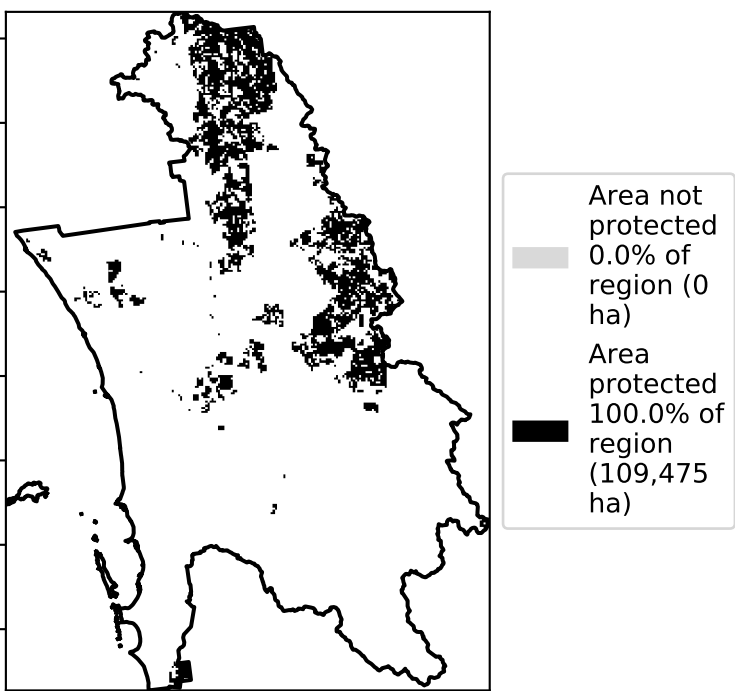 Area not
protected
0.0% of
region (0
ha)
Area
protected
100.0% of
region
(109,475
ha)